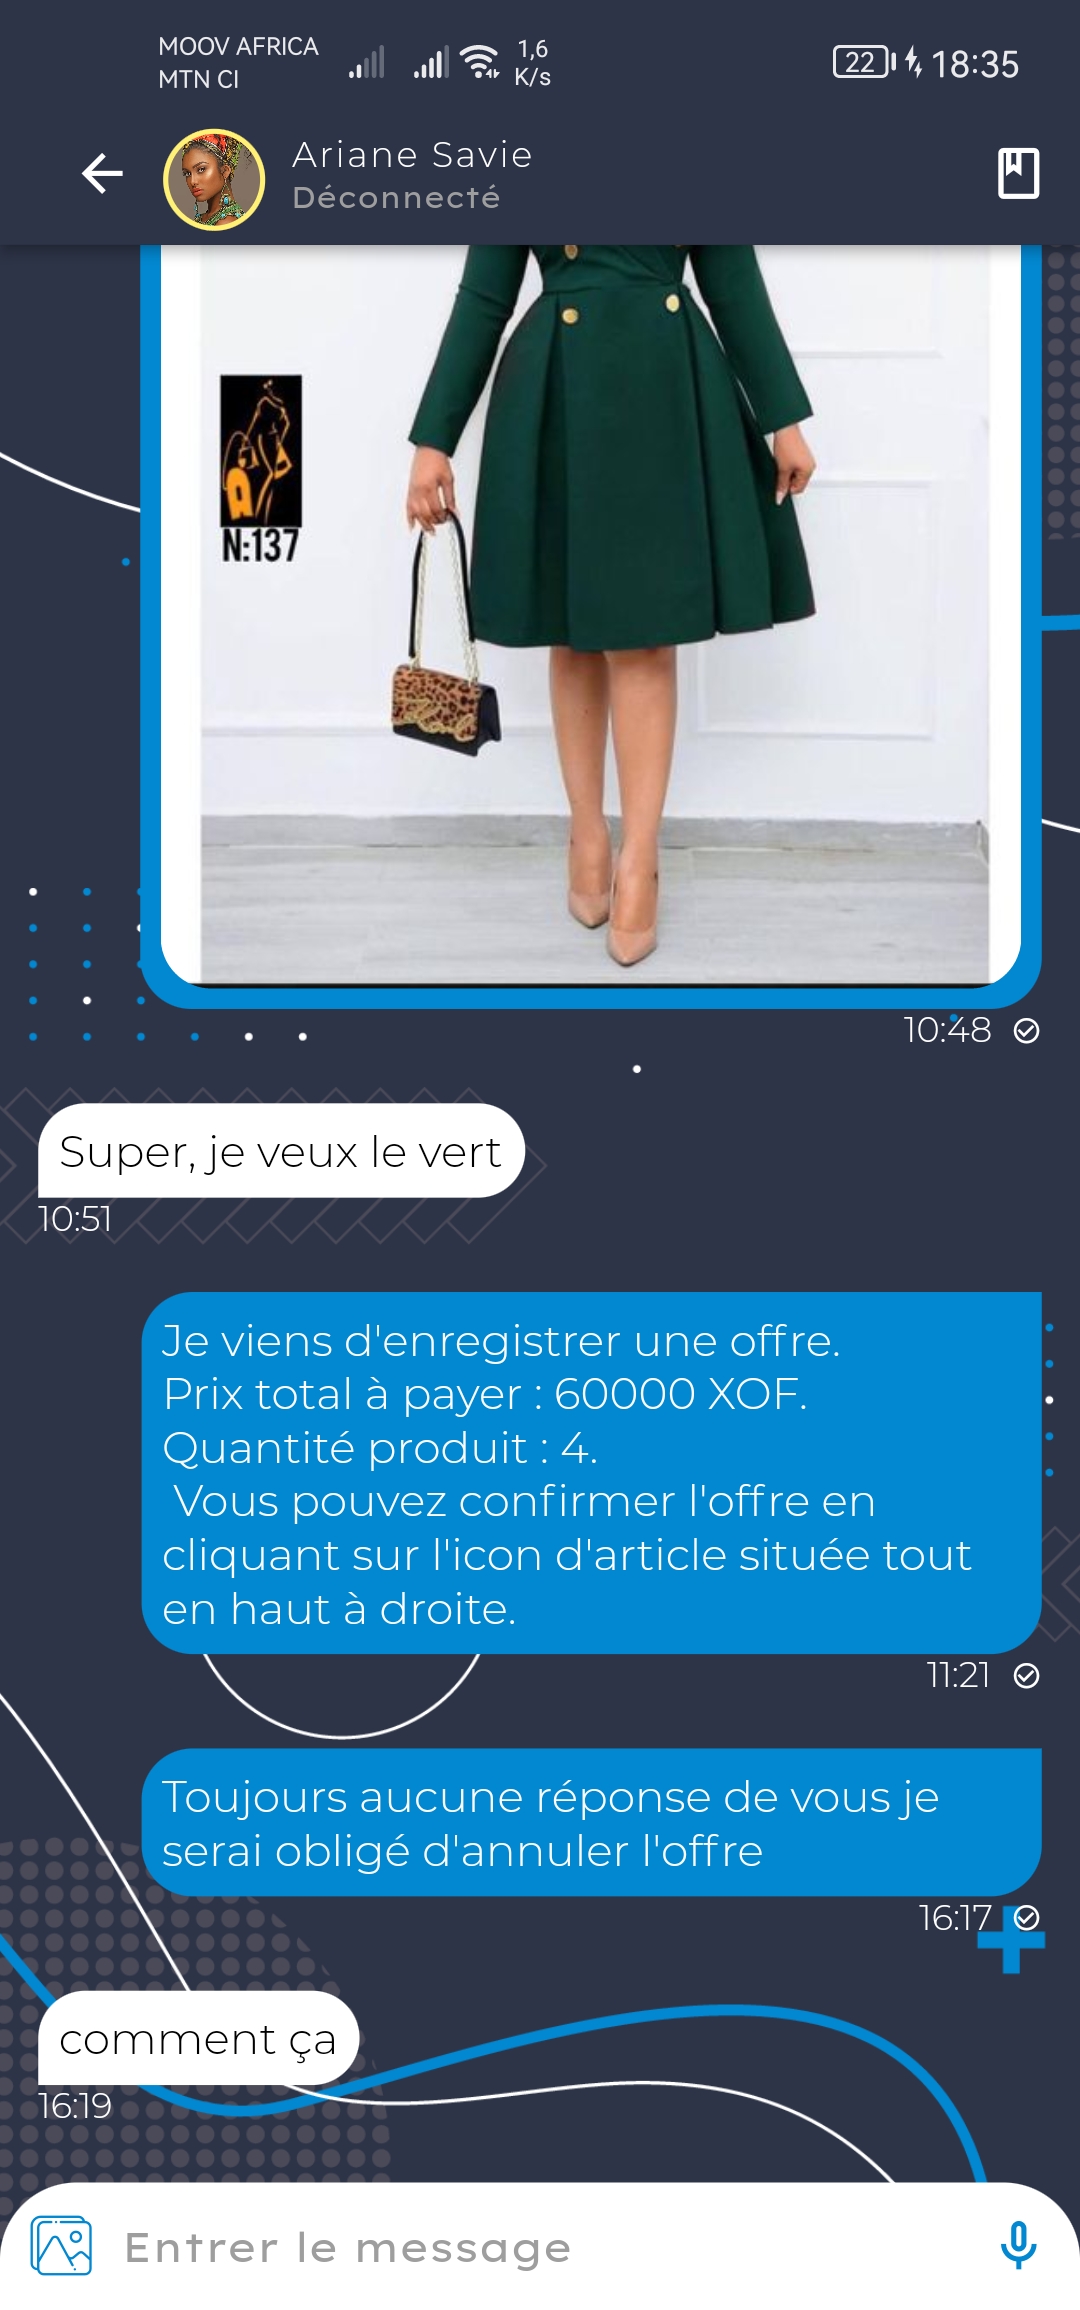 MOOV AFRICA
MTN CI
1,6
K/s
22
18:35
Ariane Savie
Déconnecté
N:137
10:48
Super, je veux le vert
10:51
Je viens d'enregistrer une offre.
Prix total à payer : 60000 XOF.
Quantité produit : 4.
Vous pouvez confirmer l'offre en
cliquant sur l'icon d'article située tout
en haut à droite.
11:21
Toujours aucune réponse de vous je
serai obligé d'annuler l'offre
16:17
comment ça
16:19
Entrer le message